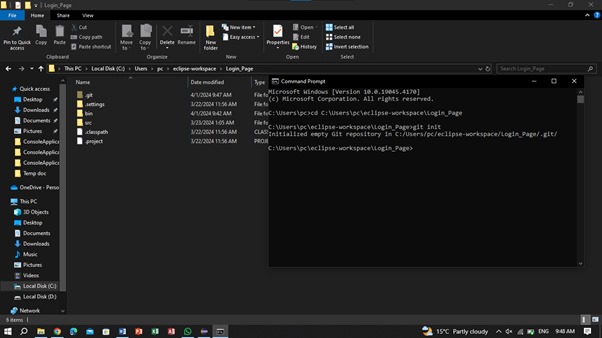 Login_Page
File
Home
Share
View
Pin to Quick access
Copy
Paste
Cut
Copy path
Paste shortcut
Clipboard
Move to
Copy to
Delete
Rename
Organize
New folder
New item
Easy access
New
Properties
Open
Edit
History
Open
Select all
Select none
Invert selection
Select
This PC > Local Disk (C:) > Users > pc > eclipse-workspace > Login_Page
Search Login_Page
Quick access
Desktop
Downloads
Documents
Pictures
ConsoleApplic
ConsoleApplic
ConsoleApplic
Temp doc
OneDrive - Perso
This PC
3D Objects
Desktop
Documents
Downloads
Music
Pictures
Videos
Local Disk (C:)
Local Disk (D:)
Network
Name Date modified Type
.git 4/1/2024 9:47 AM File fo
.settings 3/22/2024 11:56 AM File fo
bin 4/1/2024 9:42 AM File fo
src 3/23/2024 1:05 AM File fo
.classpath 3/22/2024 11:56 AM CLAS
.project 3/22/2024 11:56 AM PROJ
Command Prompt
Microsoft Windows [Version 10.0.19045.4170]
(c) Microsoft Corporation. All rights reserved.
C:\Users\pc>cd C:\Users\pc\eclipse-workspace\Login_Page
C:\Users\pc\eclipse-workspace\Login_Page>git init
Initialized empty Git repository in C:/Users/pc/eclipse-workspace/Login_Page/.git/
C:\Users\pc\eclipse-workspace\Login_Page>
6 items
15°C Partly cloudy
ENG
9:48 AM